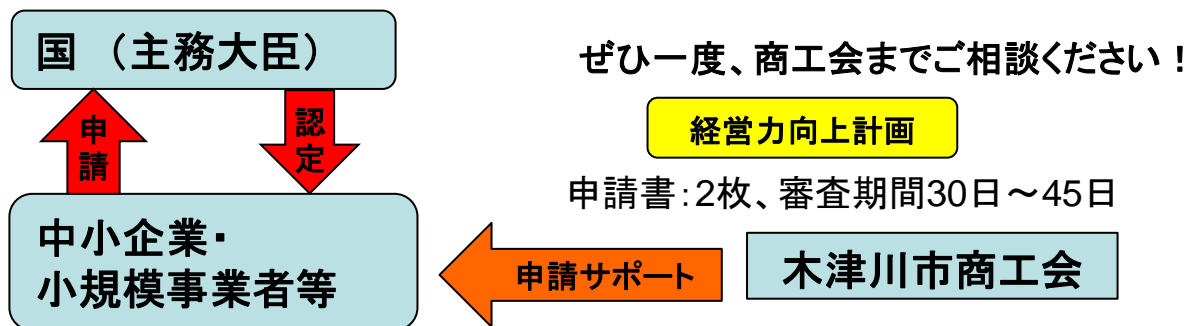 国 （主務大臣）
ぜひ一度、商工会までご相談ください！
申請
認定
経営力向上計画
申請書：2枚、審査期間30日～45日
中小企業・
小規模事業者等
申請サポート
木津川市商工会